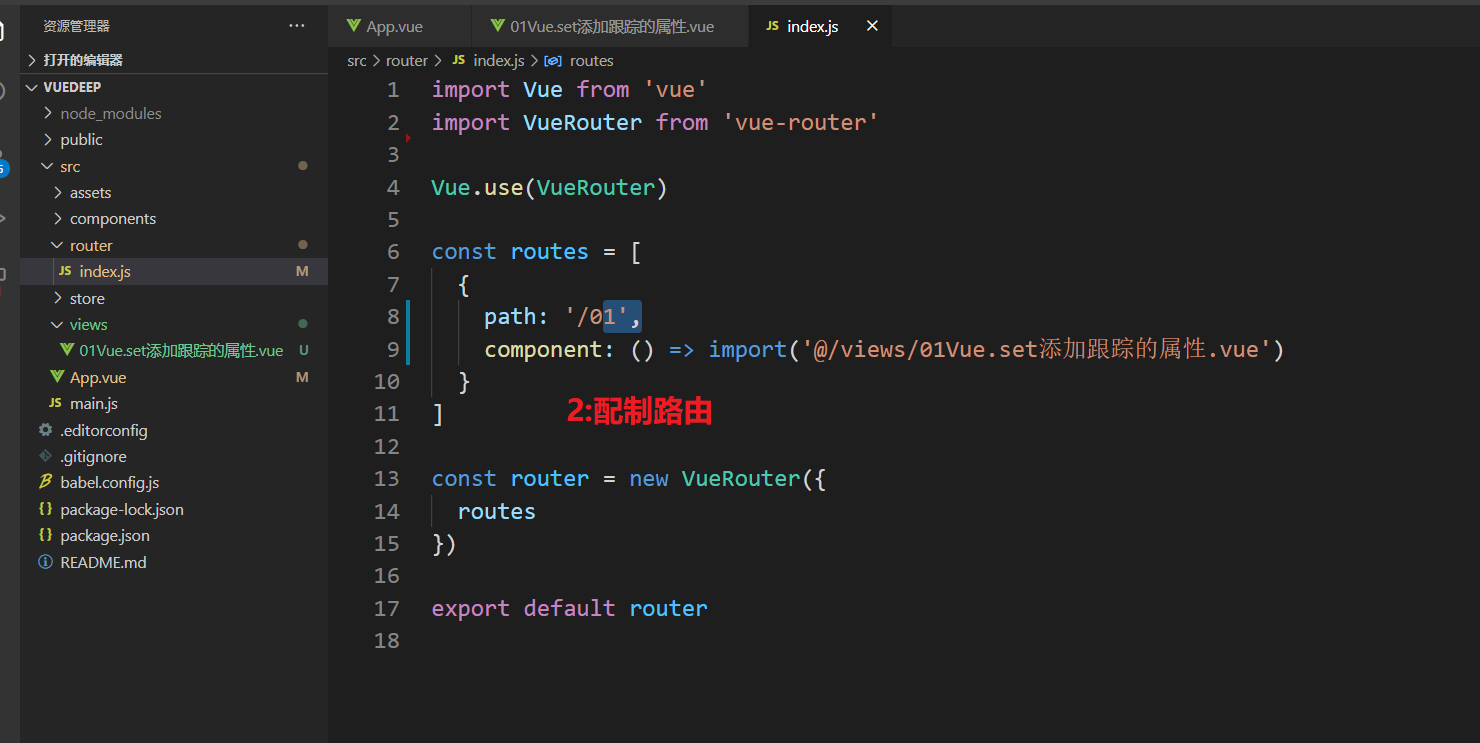 资源管理器
打开的编辑器
VUEDEEP
node_modules
public
src
assets
components
router
JS index.js M
store
views
01Vue.set添加跟踪的属性.vue U
App.vue M
JS main.js
.editorconfig
.gitignore
babel.config.js
{} package-lock.json
{} package.json
README.md
App.vue 01Vue.set添加跟踪的属性.vue JS index.js
src > router > JS index.js > routes
1 import Vue from 'vue'
2 import VueRouter from 'vue-router'
3
4 Vue.use(VueRouter)
5
6 const routes = [
7 {
8 path: '/01',
9 component: () => import('@/views/01Vue.set添加跟踪的属性.vue')
10 }
11 ]
2:配制路由
12
13 const router = new VueRouter({
14 routes
15 })
16
17 export default router
18